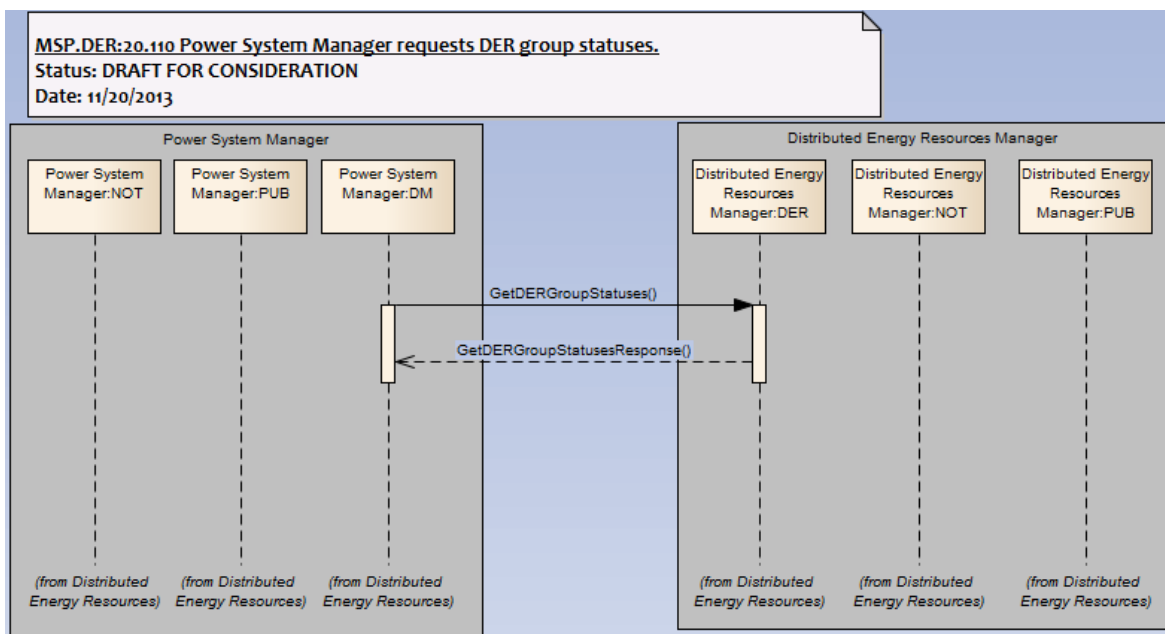 MSP.DER:20.110 Power System Manager requests DER group statuses.
Status: DRAFT FOR CONSIDERATION
Date: 11/20/2013
Power System Manager
Distributed Energy Resources Manager
Power System
Manager:NOT
Power System
Manager:PUB
Power System
Manager:DM
Distributed Energy
Resources
Manager:DER
Distributed Energy
Resources
Manager:NOT
Distributed Energy
Resources
Manager:PUB
GetDERGroupStatuses()
GetDERGroupStatusesResponse()
(from Distributed
Energy Resources)
(from Distributed
Energy Resources)
(from Distributed
Energy Resources)
(from Distributed
Energy Resources)
(from Distributed
Energy Resources)
(from Distributed
Energy Resources)